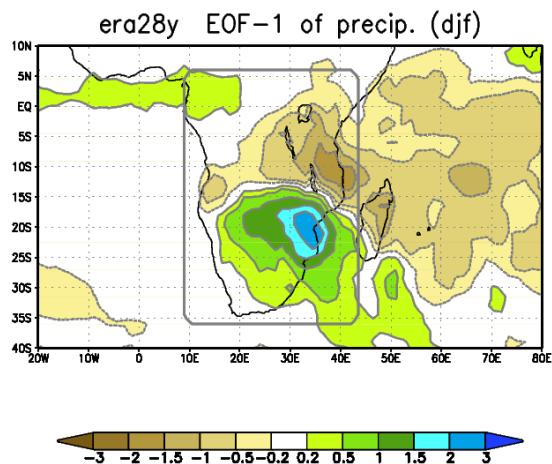 era28y EOF-1 of precip. (djf)
10N
5N
EQ
5S
10S
15S
20S
25S
30S
35S
40S
20W 10W 0 10E 20E 30E 40E 50E 60E 70E 80E
-3 -2 -1.5 -1 -0.5 -0.2 0.2 0.5 1 1.5 2 3